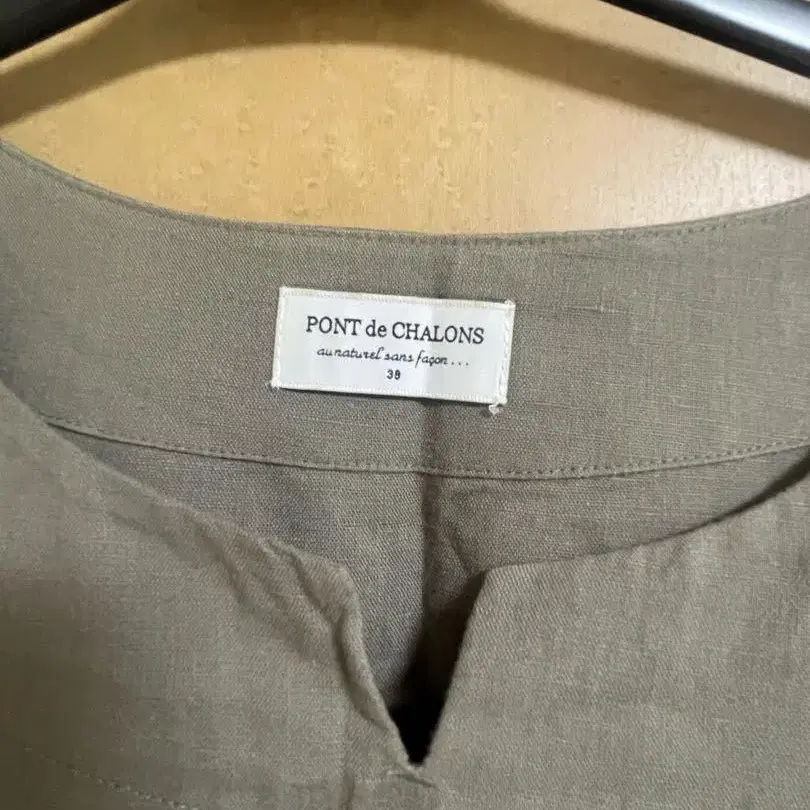 PONT de CHALONS
au naturel sans façon...
38